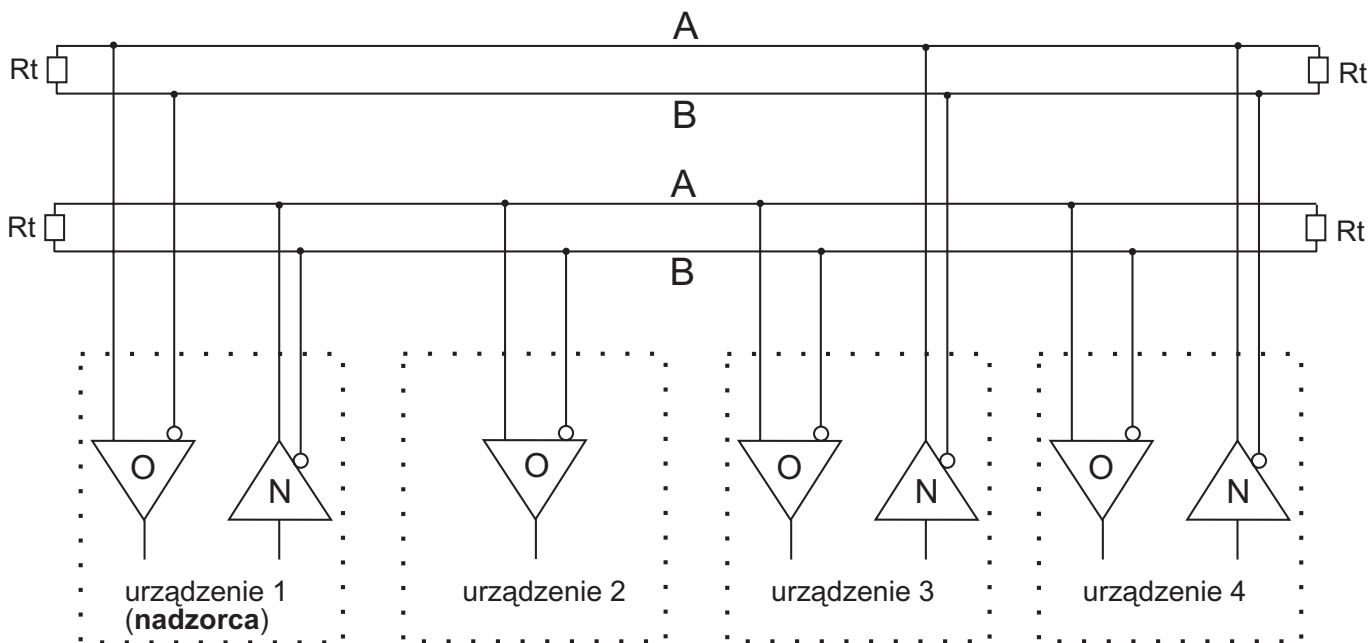 A
Rt
Rt
B
A
Rt
Rt
B
O
N
O
O
N
O
N
urządzenie 1
(nadzorca)
urządzenie 2
urządzenie 3
urządzenie 4